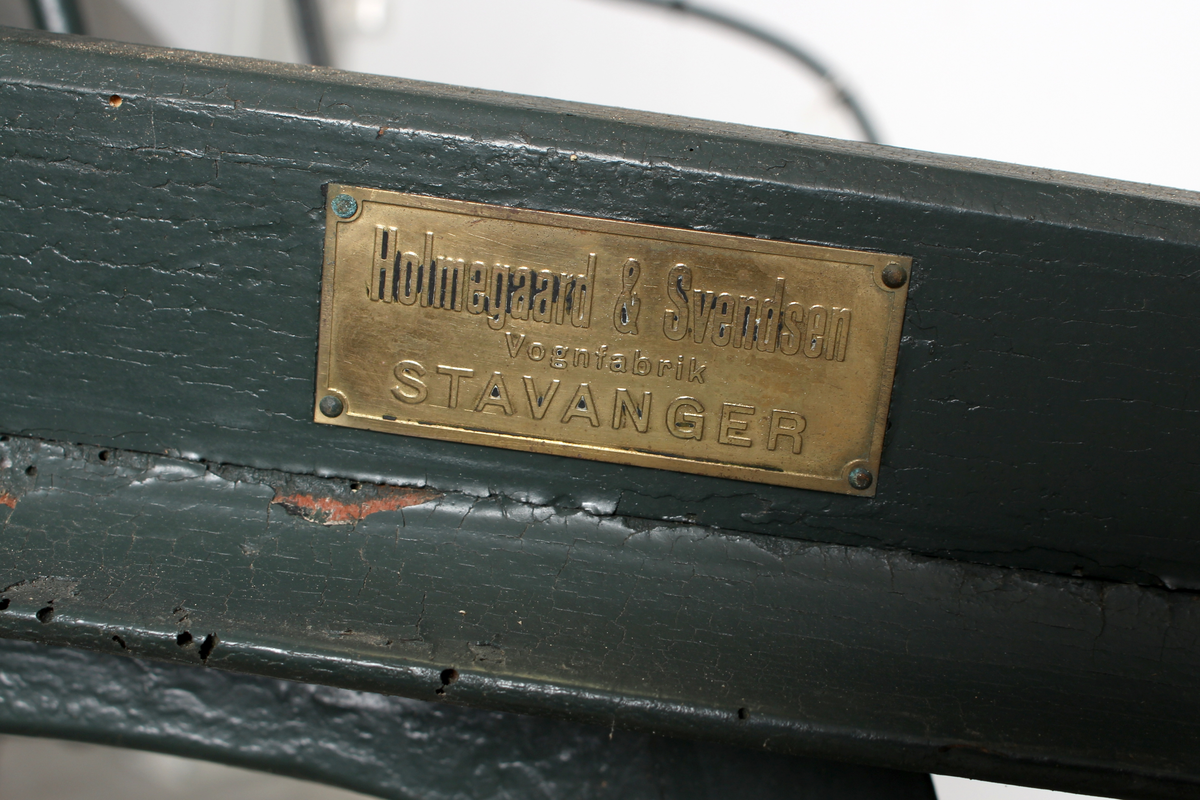 Holmegaard & Svendsen
Vognfabrik
STAVANGER